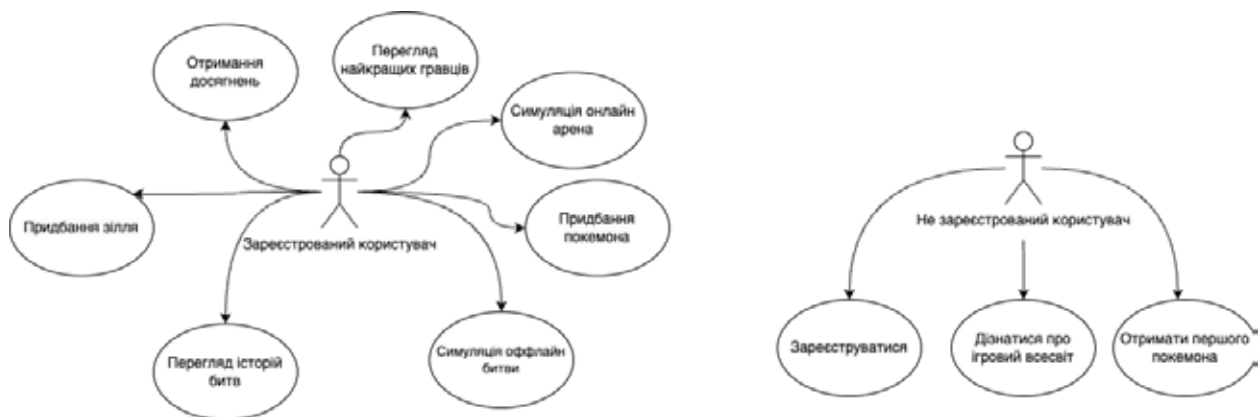 Отримання
досягнень
Перегляд
найкращих гравців
Симуляція онлайн
арена
Придбання зілля
Придбання
покемона
Зареєстрований користувач
Перегляд історій
битв
Симуляція оффлайн
битви
Не зареєстрований користувач
Зареєструватися
Дізнатися про
ігровий всесвіт
Отримати першого
покемона